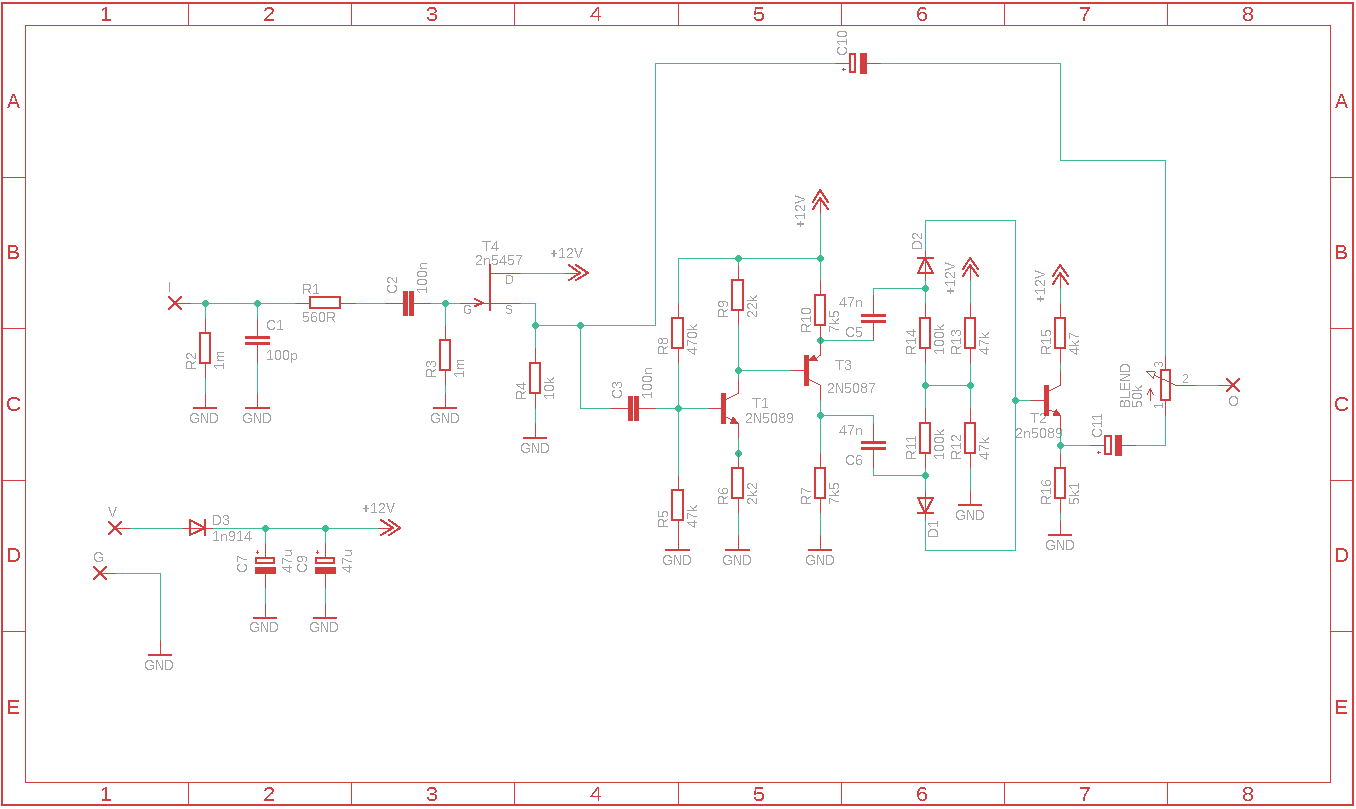 1 2 3 4 5 6 7 8
A A
B B
C C
D D
E E
1 2 3 4 5 6 7 8
C10
+
+12V
T4
2n5457
+12V
D
G
S
I
R1
560R
C2
100n
C1
100p
R2
1m
GND
GND
R3
1m
GND
R4
10k
GND
C3
100n
R8
470k
R9
22k
R10
7k5
47n
C5
T3
2N5087
T1
2N5089
47n
C6
R5
47k
R6
2k2
R7
7k5
GND
GND
GND
D2
+12V
R14
100k
R13
47k
R11
100k
R12
47k
D1
GND
+12V
R15
4k7
T2
2n5089
C11
+
R16
5k1
GND
BLEND
50k
3
2
1
O
V
D3
1n914
+12V
G
+
C7
47u
+
C9
47u
GND
GND
GND